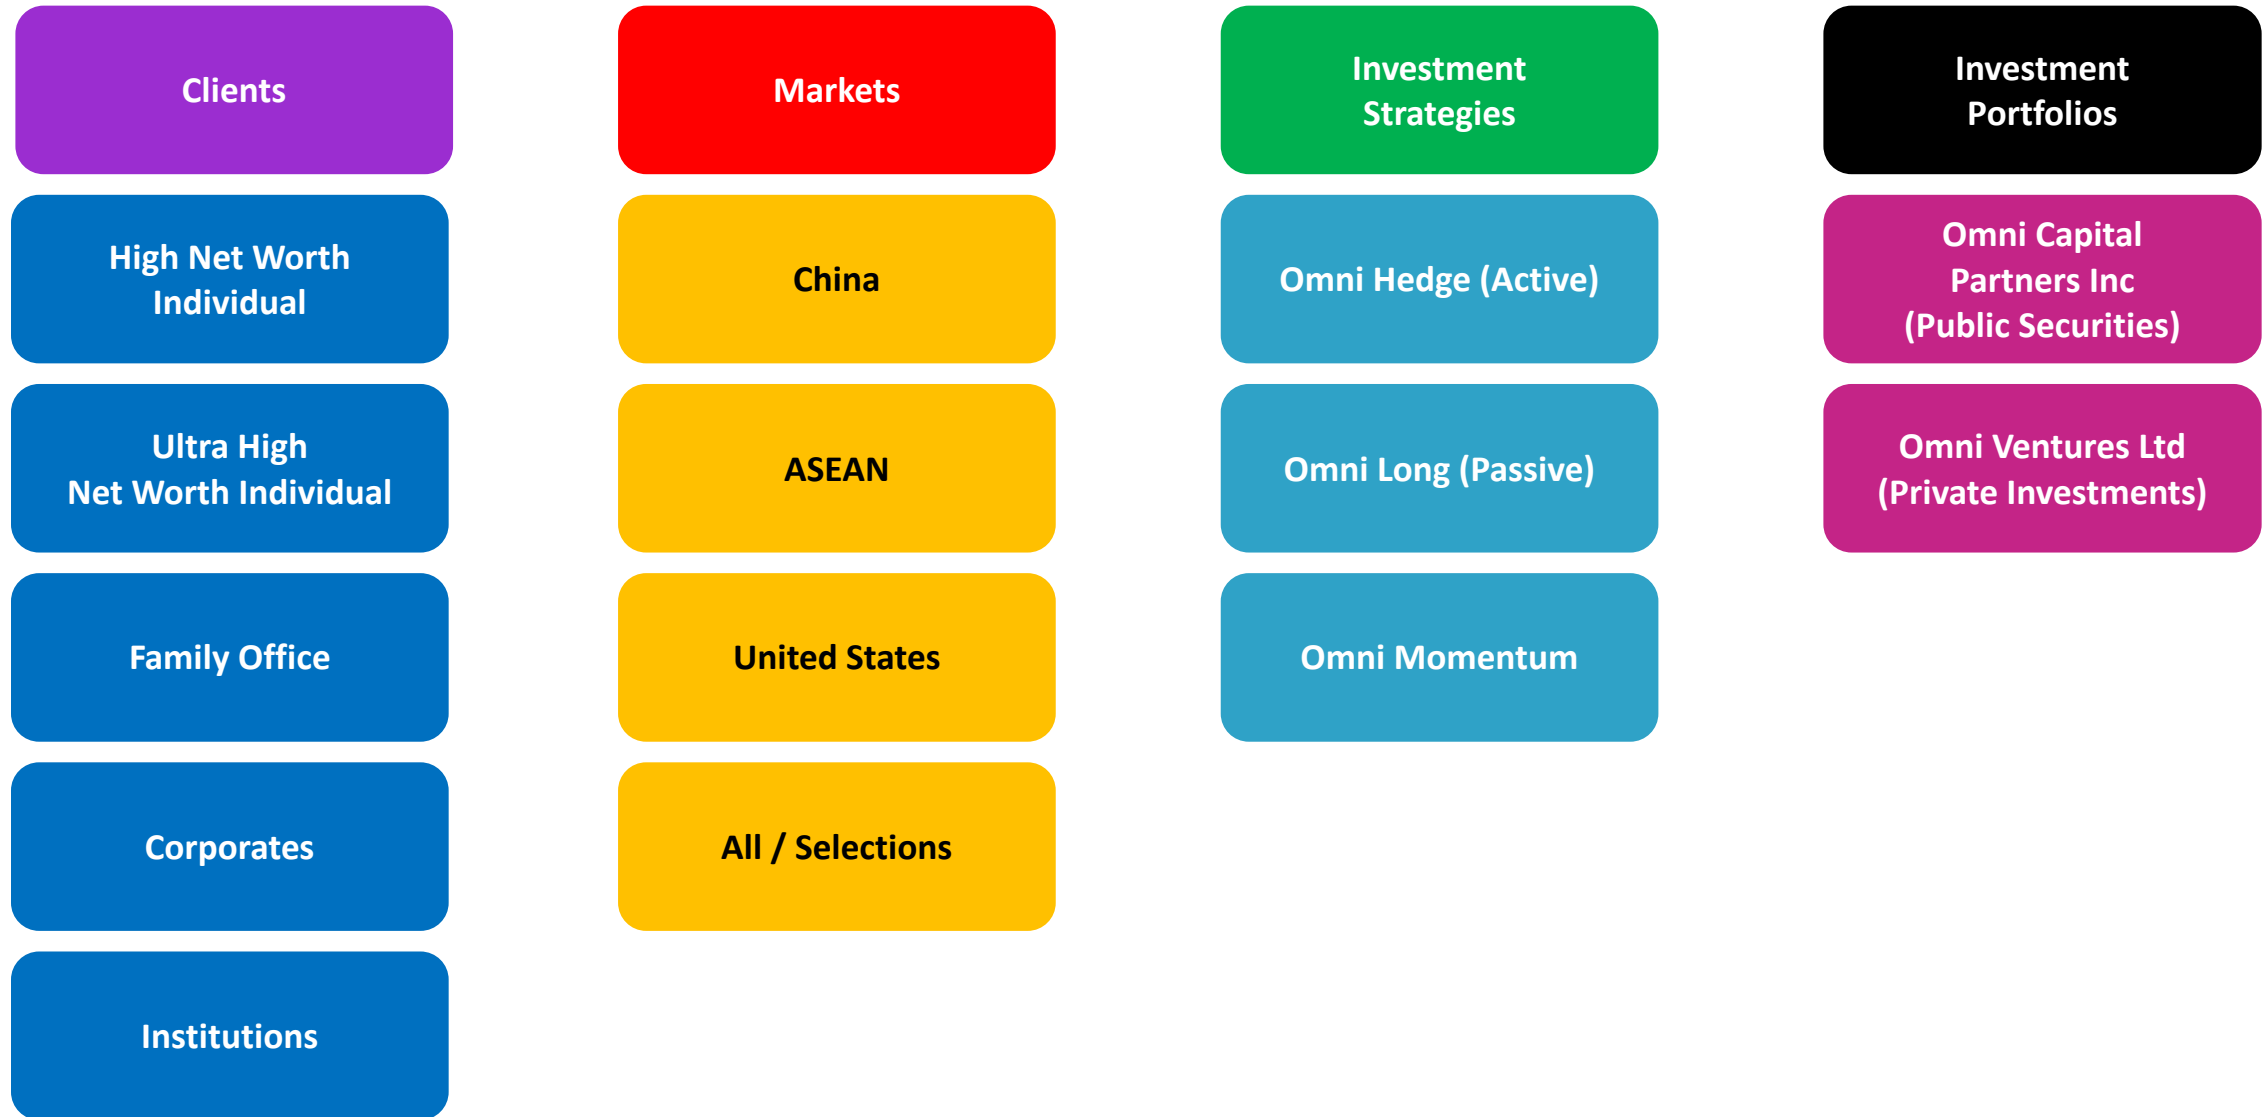 Clients
High Net Worth
Individual
Ultra High
Net Worth Individual
Family Office
Corporates
Institutions
Markets
China
ASEAN
United States
All / Selections
Investment
Strategies
Omni Hedge (Active)
Omni Long (Passive)
Omni Momentum
Investment
Portfolios
Omni Capital
Partners Inc
(Public Securities)
Omni Ventures Ltd
(Private Investments)